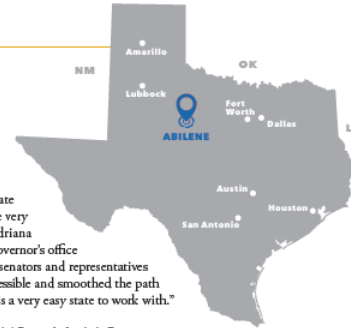 Amarillo
NM
OK
Lubbock
Fort
Worth
Dallas
ABILENE
L
Austin
Houston
San Antonio
ate
e very
driana
overnor's office
senators and representatives
essible and smoothed the path
s a very easy state to work with."